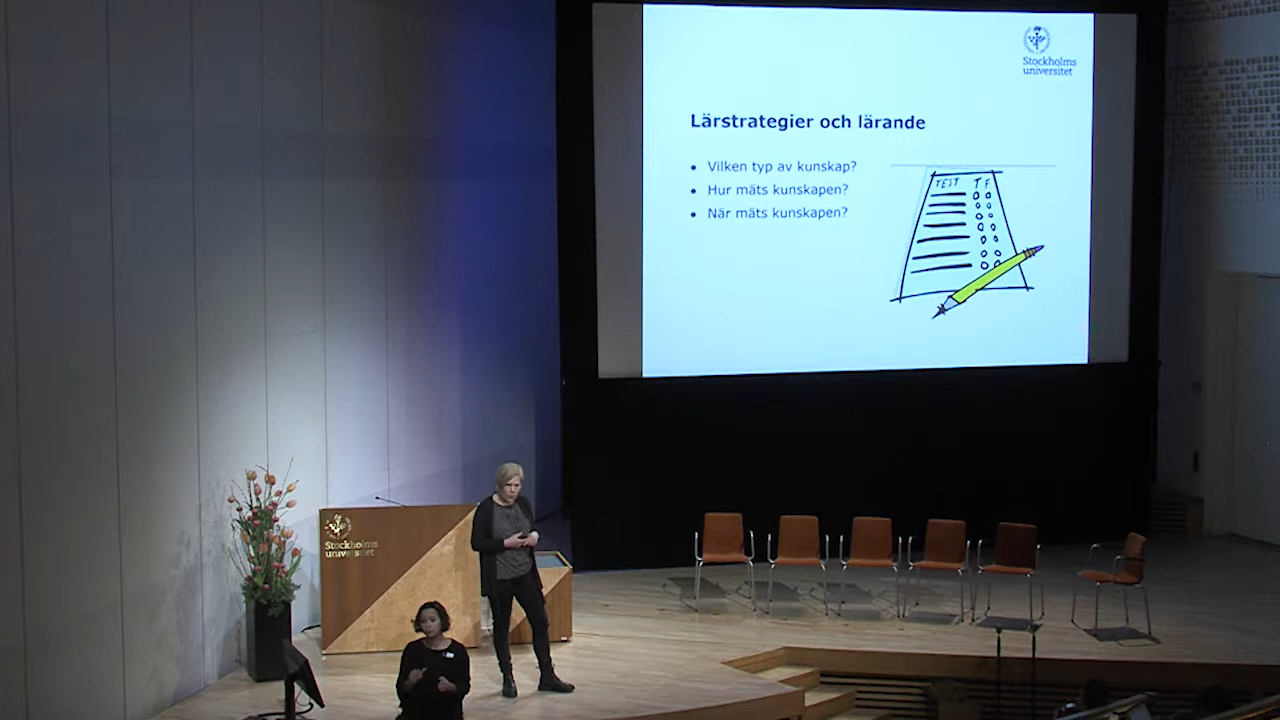 Stockholms
universitet
Lärstrategier och lärande
Vilken typ av kunskap?
Hur mäts kunskapen?
När mäts kunskapen?
TEST T F
Stockholms
universitet